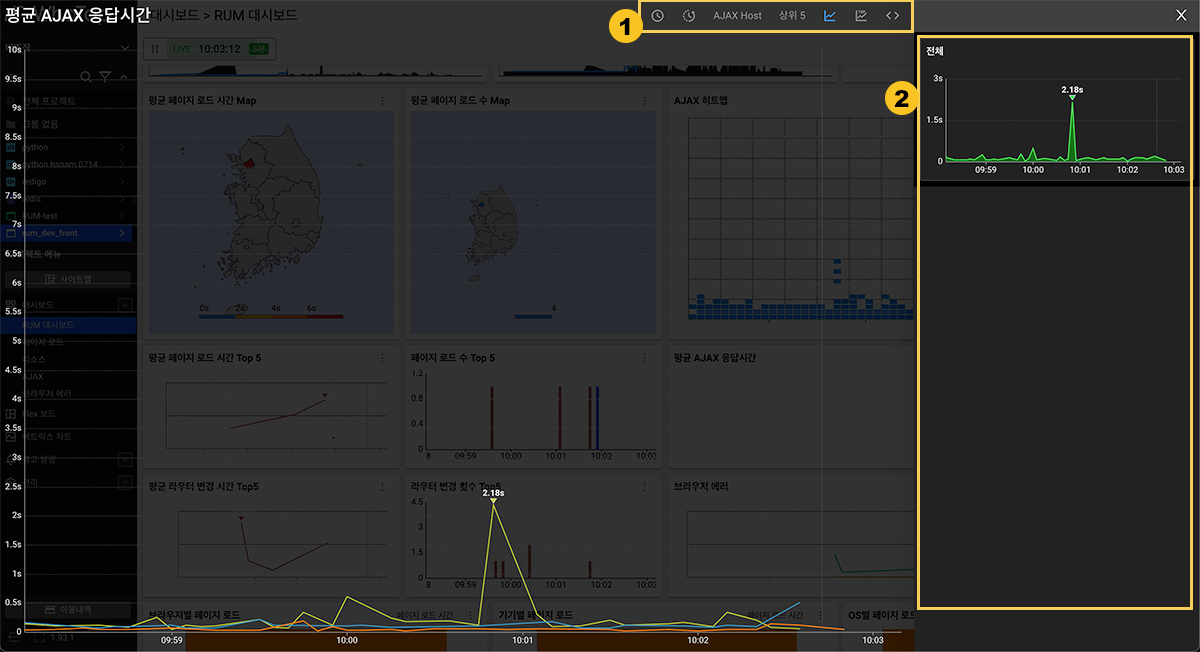 평균 AJAX 응답시간
대시보드 > RUM 대시보드
1
AJAX Host
상위 5
LIVE 10:03:12 5분
2
전체
3s
1.5s
0
2.18s
09:59
10:00
10:01
10:02
10:03
10s
9.5s
9s
8.5s
8s
7.5s
7s
6.5s
6s
5.5s
5s
4.5s
4s
3.5s
3s
2.5s
2s
1.5s
1s
0.5s
0
전체 프로젝트
그룹 없음
python
python hsnam 0714
redigo
redis
RUM-test
rum_dev_front
프로젝트 메뉴
사이트맵
대시보드
RUM 대시보드
페이지 로드
리소스
AJAX
브라우저 에러
Flex 보드
메트릭스 차트
경고 알림
관리
이용내역
1.93.1
평균 페이지 로드 시간 Map
0s
2s
4s
6s
평균 페이지 로드 수 Map
4
AJAX 히트맵
평균 페이지 로드 시간 Top 5
페이지 로드 수 Top 5
1.2
0.8
0.4
0
8
09:59
10:00
10:01
10:02
10:03
평균 AJAX 응답시간
평균 라우터 변경 시간 Top5
라우터 변경 횟수 Top5
2.18s
4.5
3
1.5
0
8
09:59
10:00
10:01
10:02
10:03
브라우저 에러
브라우저별 페이지 로드
페이지 로드 시간
기기별 페이지 로드
페이지 로드 시간
OS별 페이지 로드
09:59
10:00
10:01
10:02
10:03